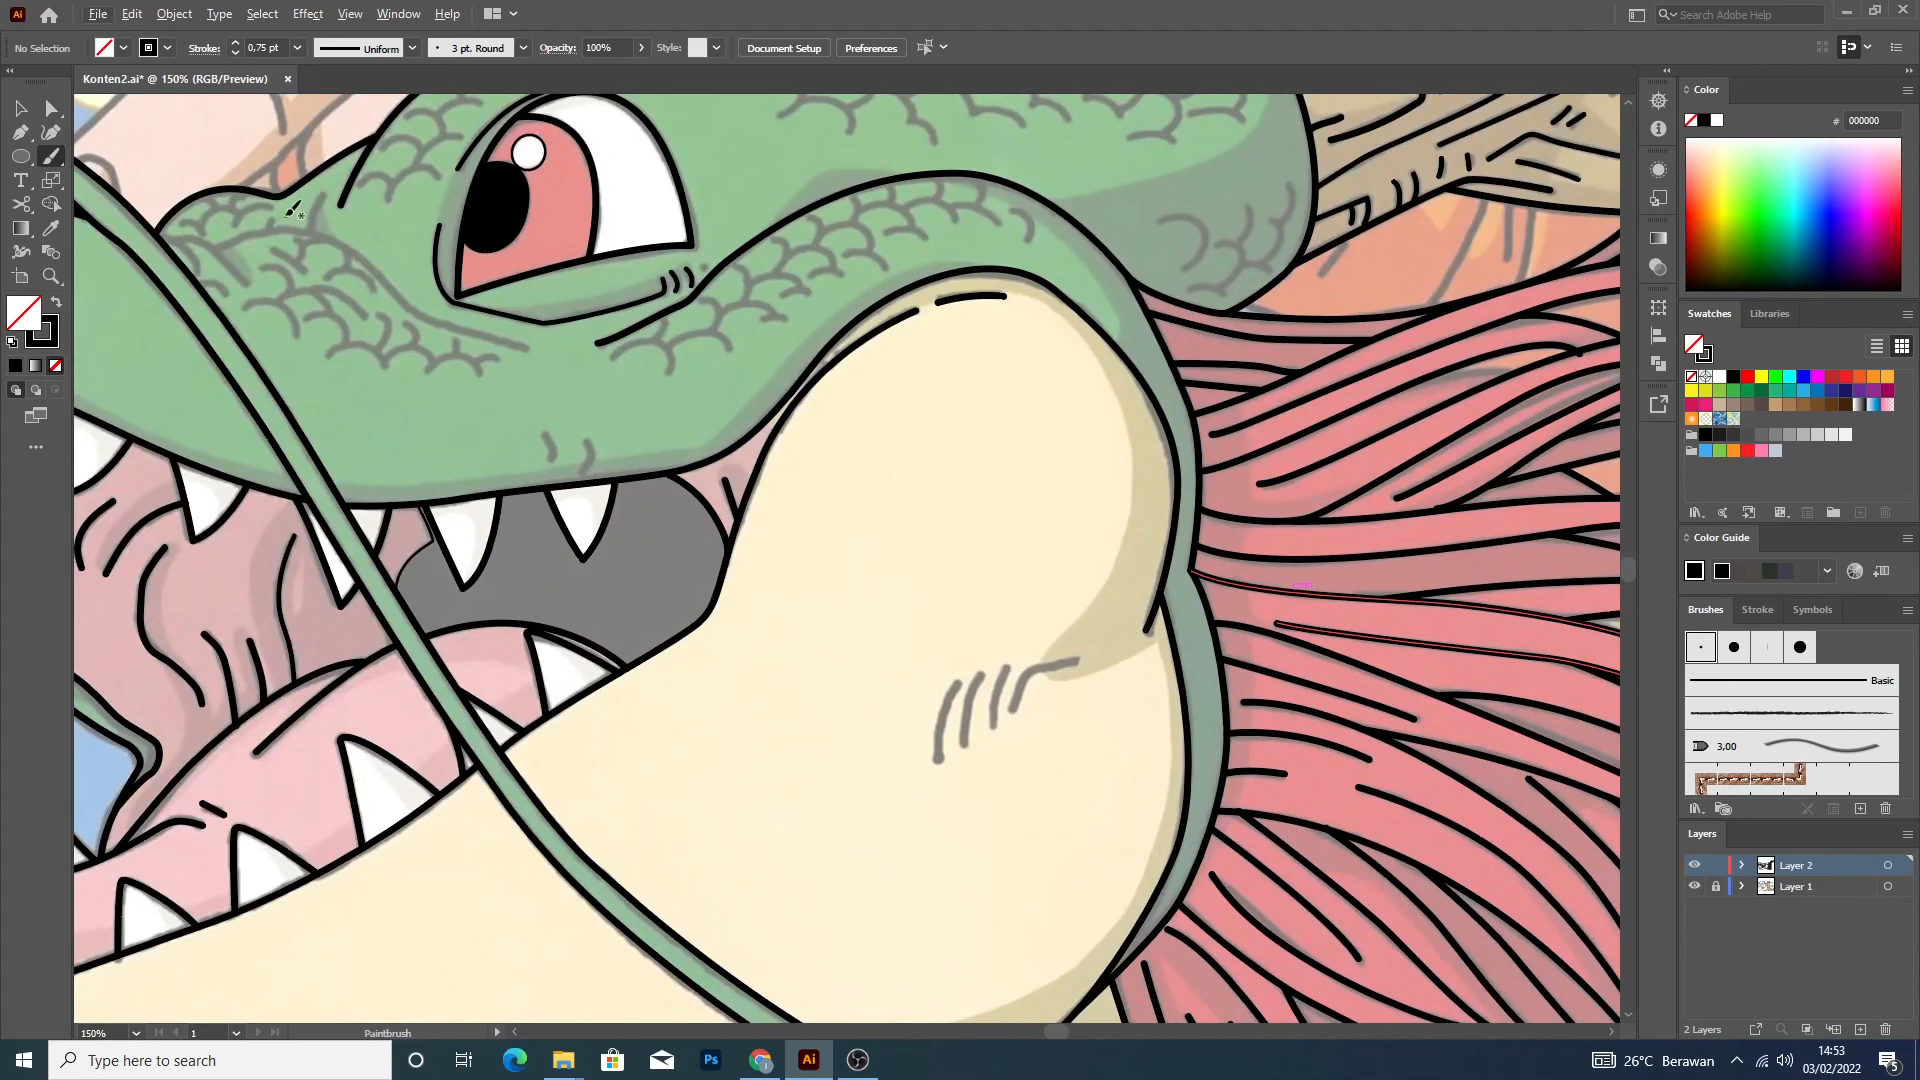 Ai File Edit Object Type Select Effect View Window Help Search Adobe Help
No Selection Stroke: 0,75 pt Uniform 3 pt. Round Opacity: 100% Style: Document Setup Preferences
Konten2.ai* @ 150% (RGB/Preview)
Color
# 000000
Swatches Libraries
Color Guide
Brushes Stroke Symbols
Basic
3,00
Layers
Layer 2
Layer 1
2 Layers
150% 1 Paintbrush
Type here to search
Ps Ai
26°C Berawan
14:53
03/02/2022
5